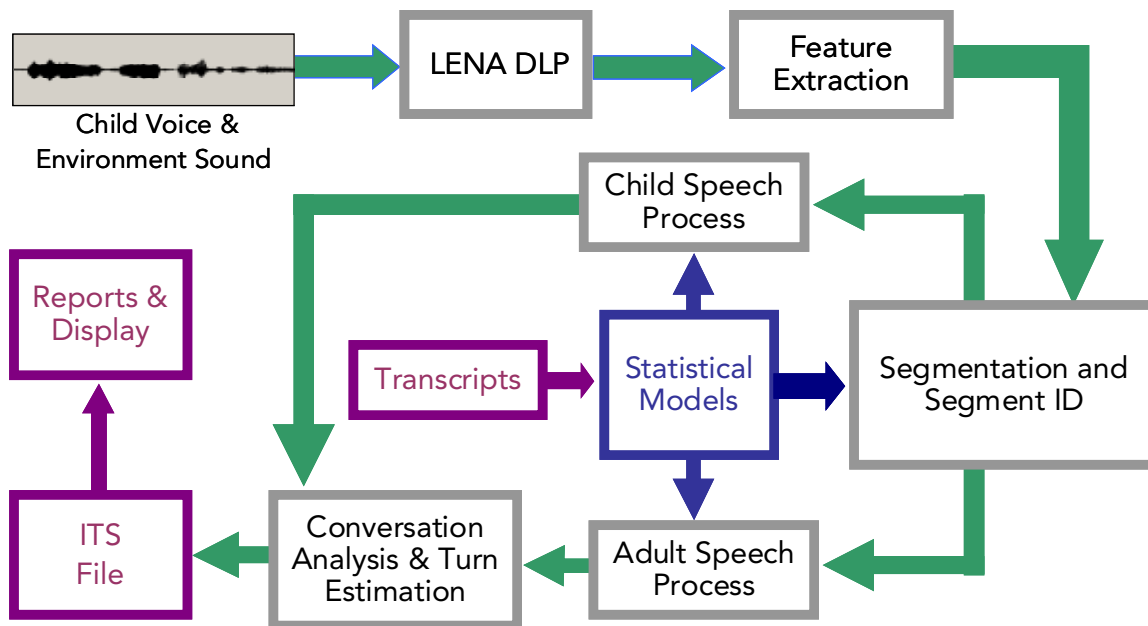 LENA DLP
Feature
Extraction
Child Voice &
Environment Sound
Child Speech
Process
Reports &
Display
Transcripts
Statistical
Models
Segmentation and
Segment ID
ITS
File
Conversation
Analysis & Turn
Estimation
Adult Speech
Process